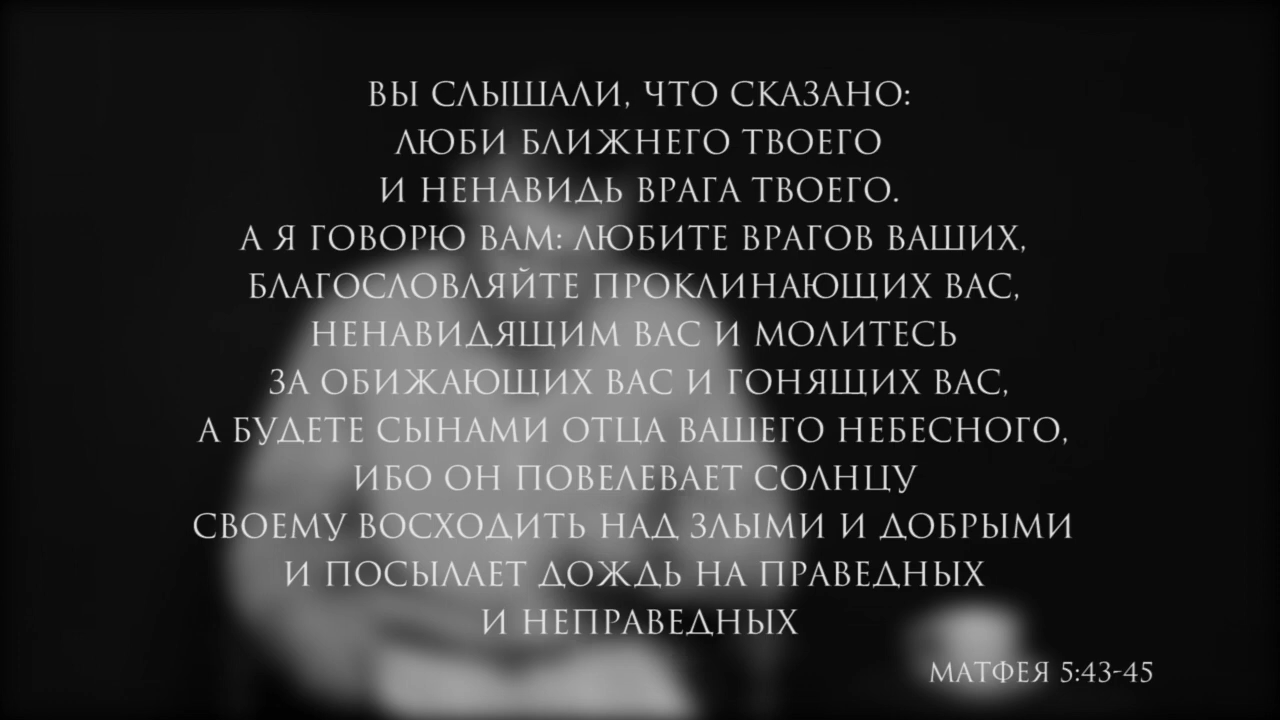 ВЫ СЛЫШАЛИ, ЧТО СКАЗАНО:
ЛЮБИ БЛИЖНЕГО ТВОЕГО
И НЕНАВИДЬ ВРАГА ТВОЕГО.
А Я ГОВОРЮ ВАМ: ЛЮБИТЕ ВРАГОВ ВАШИХ,
БЛАГОСЛОВЛЯЙТЕ ПРОКЛИНАЮЩИХ ВАС,
НЕНАВИДЯЩИМ ВАС И МОЛИТЕСЬ
ЗА ОБИЖАЮЩИХ ВАС И ГОНЯЩИХ ВАС,
А БУДЕТЕ СЫНАМИ ОТЦА ВАШЕГО НЕБЕСНОГО,
ИБО ОН ПОВЕЛЕВАЕТ СОЛНЦУ
СВОЕМУ ВОСХОДИТЬ НАД ЗЛЫМИ И ДОБРЫМИ
И ПОСЫЛАЕТ ДОЖДЬ НА ПРАВЕДНЫХ
И НЕПРАВЕДНЫХ
МАТФЕЯ 5:43-45